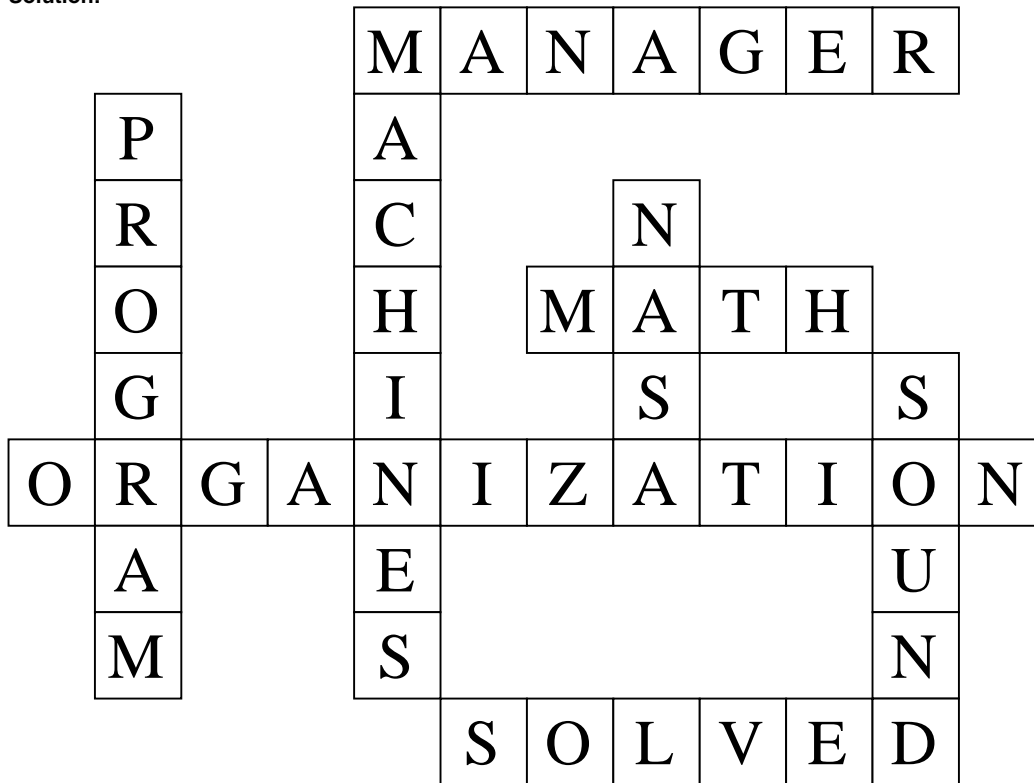 Solution:
M A N A G E R
P A
R C N
O H M A T H
G I S S
O R G A N I Z A T I O N
A E U
M S N
S O L V E D